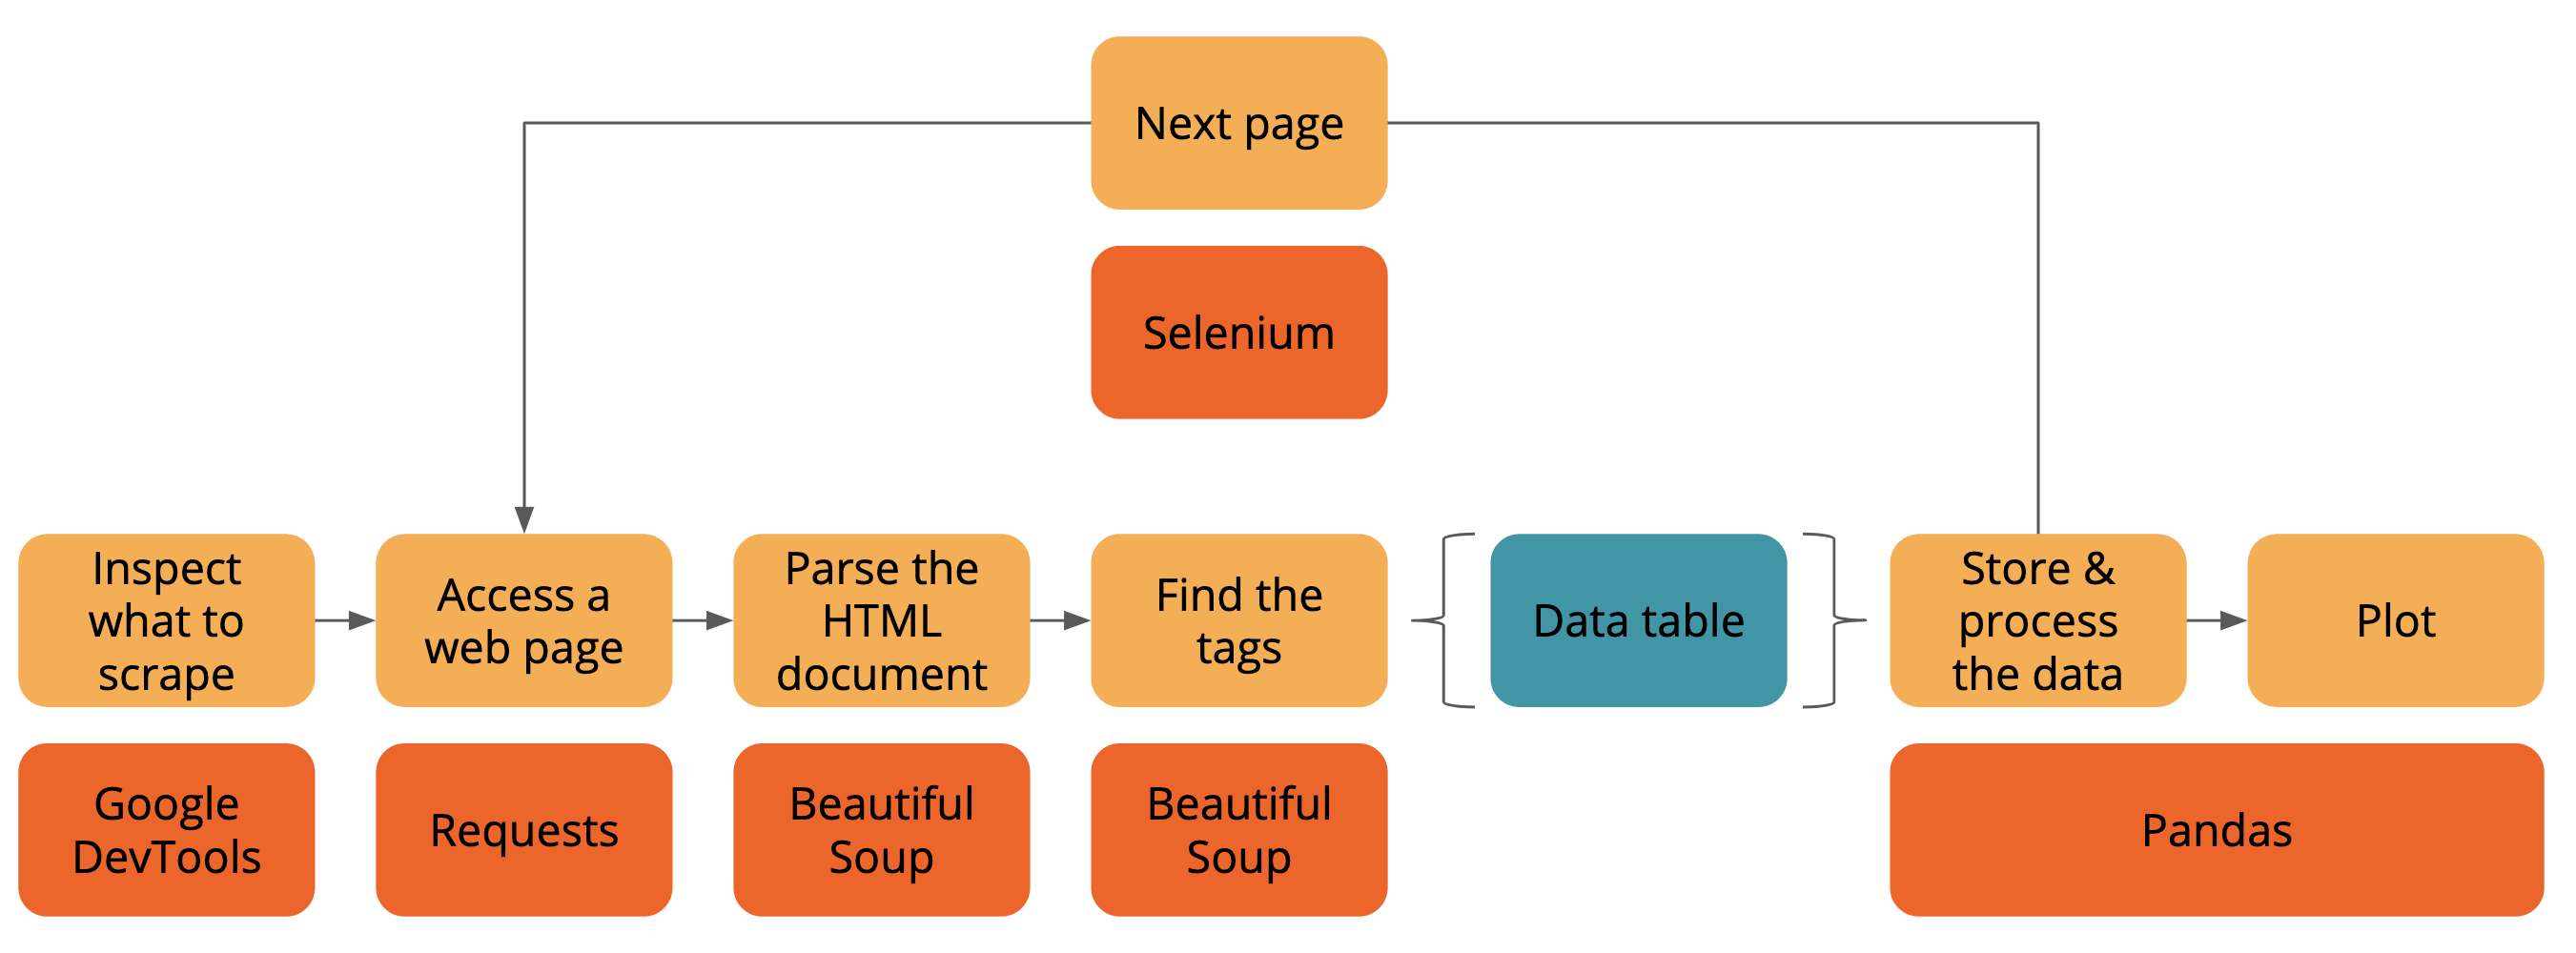 Next page
Selenium
Inspect
what to
scrape
Access a
web page
Parse the
HTML
document
Find the
tags
Data table
Store &
process
the data
Plot
Google
DevTools
Requests
Beautiful
Soup
Beautiful
Soup
Pandas